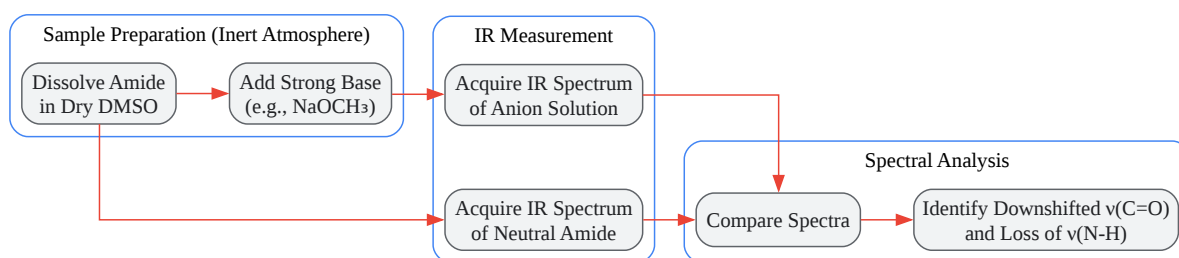 Sample Preparation (Inert Atmosphere)
Dissolve Amide
in Dry DMSO
Add Strong Base
(e.g., NaOCH₃)
IR Measurement
Acquire IR Spectrum
of Anion Solution
Acquire IR Spectrum
of Neutral Amide
Spectral Analysis
Compare Spectra
Identify Downshifted ν(C=O)
and Loss of ν(N-H)